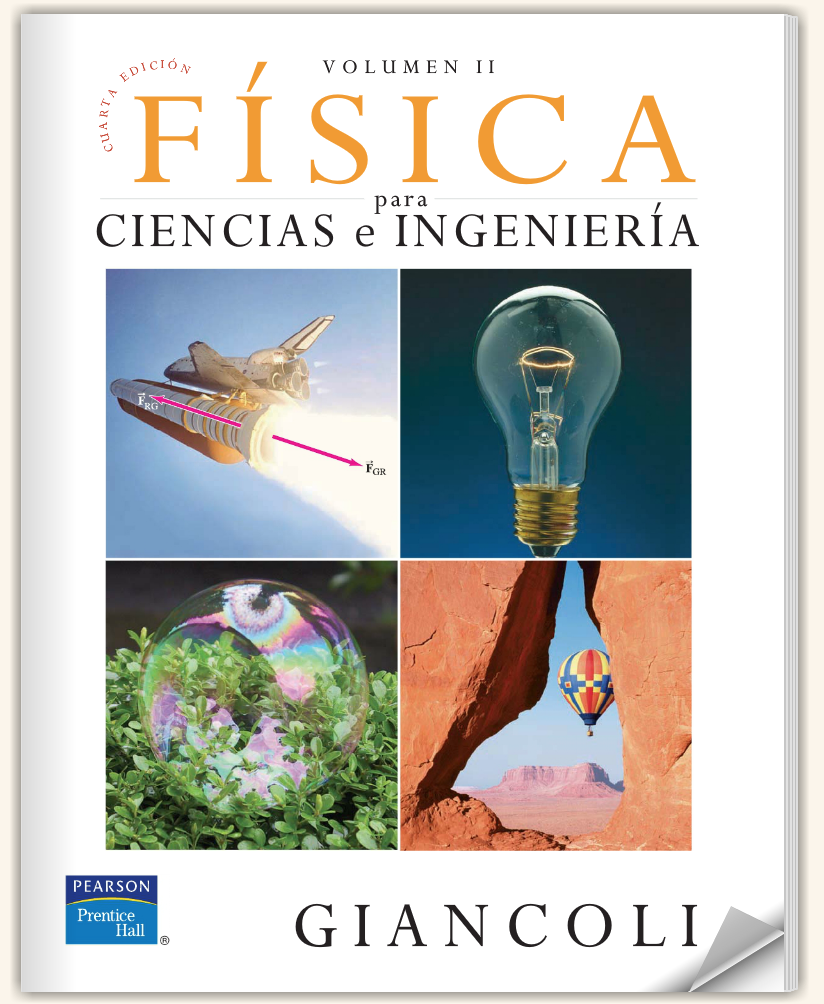 CUARTA EDICIÓN
VOLUMEN II
FÍSICA
para
CIENCIAS e INGENIERÍA
F⃗RG
F⃗GR
PEARSON
Prentice
Hall
®
GIANCOLI